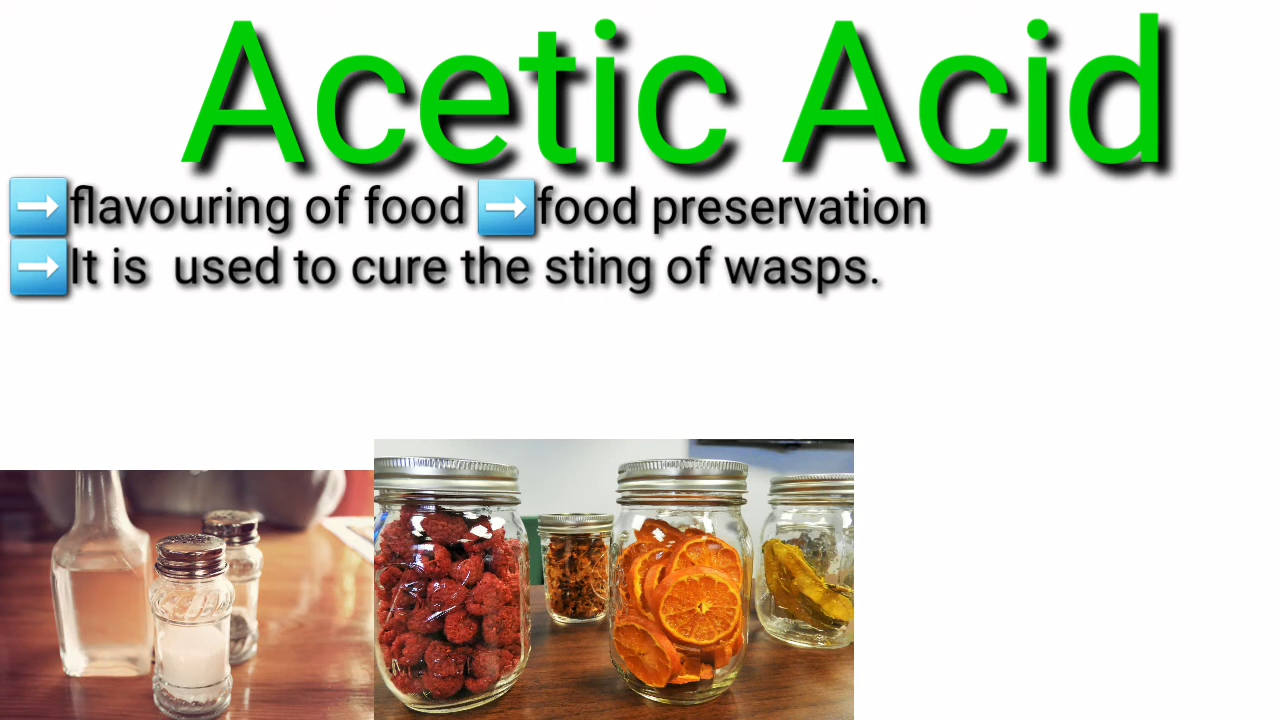 Acetic Acid
➡️flavouring of food ➡️food preservation
➡️It is  used to cure the sting of wasps.